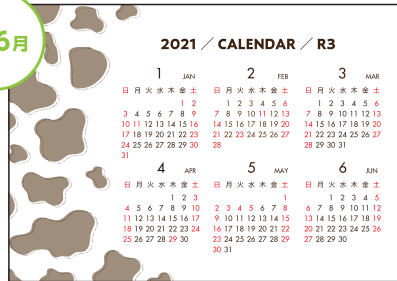 6月
2021／CALENDAR／R3
1 JAN
日 月 火 水 木 金 土
1 2
3 4 5 6 7 8 9
10 11 12 13 14 15 16
17 18 19 20 21 22 23
24 25 26 27 28 29 30
31
2 FEB
日 月 火 水 木 金 土
1 2 3 4 5 6
7 8 9 10 11 12 13
14 15 16 17 18 19 20
21 22 23 24 25 26 27
28
3 MAR
日 月 火 水 木 金 土
1 2 3 4 5 6
7 8 9 10 11 12 13
14 15 16 17 18 19 20
21 22 23 24 25 26 27
28 29 30 31
4 APR
日 月 火 水 木 金 土
1 2 3
4 5 6 7 8 9 10
11 12 13 14 15 16 17
18 19 20 21 22 23 24
25 26 27 28 29 30
5 MAY
日 月 火 水 木 金 土
1
2 3 4 5 6 7 8
9 10 11 12 13 14 15
16 17 18 19 20 21 22
23 24 25 26 27 28 29
30 31
6 JUN
日 月 火 水 木 金 土
1 2 3 4 5
6 7 8 9 10 11 12
13 14 15 16 17 18 19
20 21 22 23 24 25 26
27 28 29 30